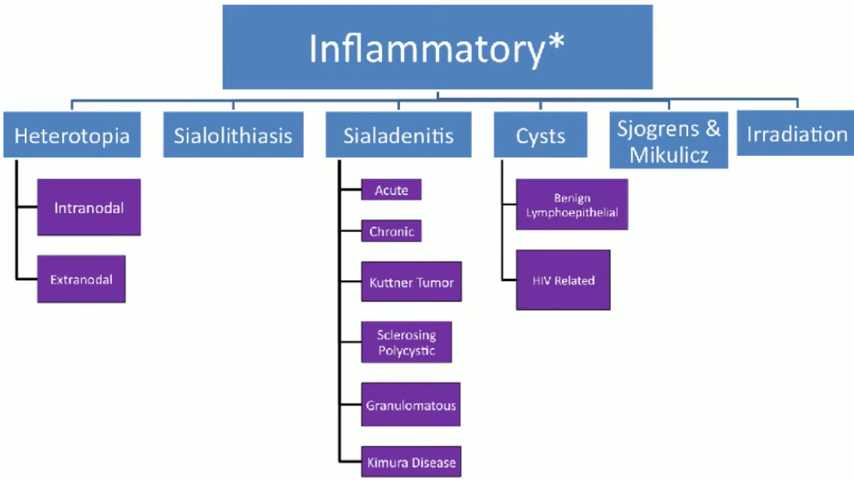 Inflammatory*
Heterotopia
Sialolithiasis
Sialadenitis
Cysts
Sjogrens &
Mikulicz
Irradiation
Intranodal
Extranodal
Acute
Chronic
Kuttner Tumor
Sclerosing
Polycystic
Granulomatous
Kimura Disease
Benign
Lymphoepithelial
HIV Related